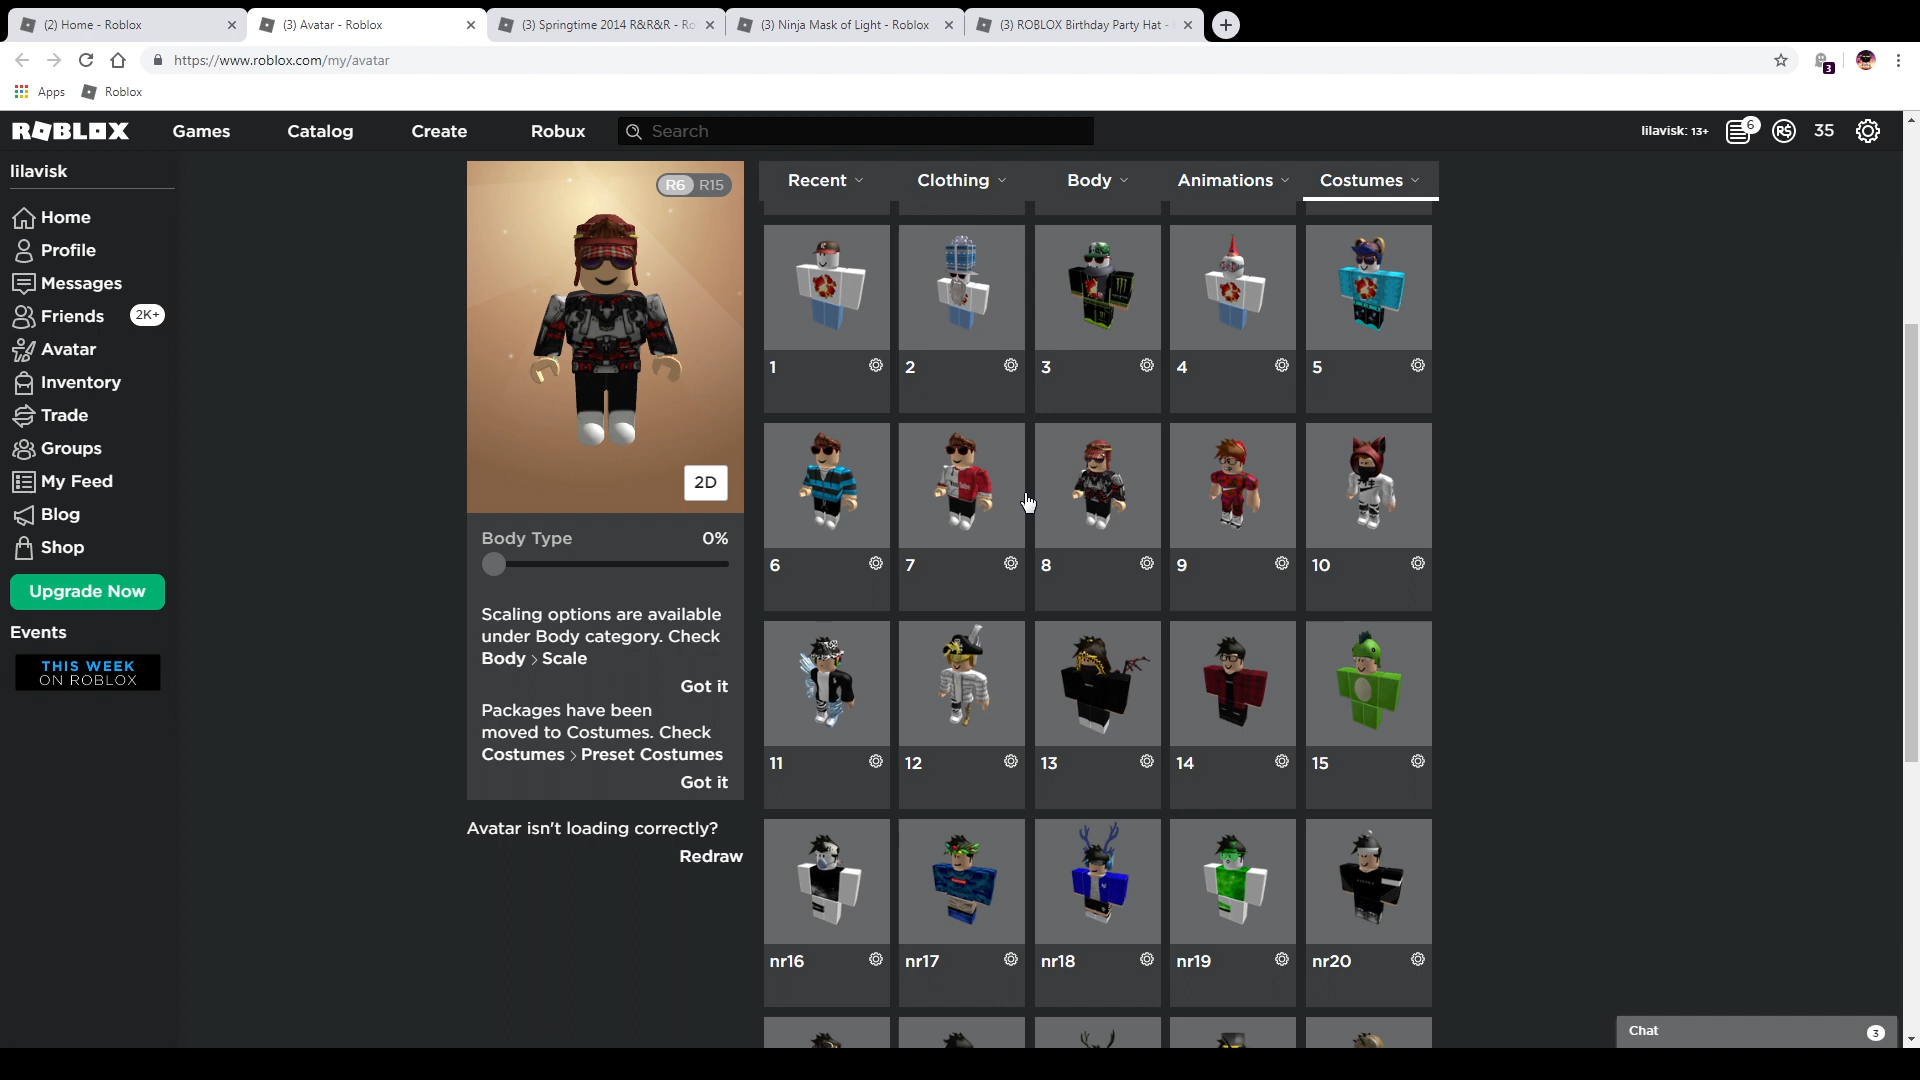 (2) Home - Roblox
(3) Avatar - Roblox
(3) Springtime 2014 R&R&R - Ro
(3) Ninja Mask of Light - Roblox
(3) ROBLOX Birthday Party Hat -
https://www.roblox.com/my/avatar
3
Apps
Roblox
ROBLOX
Games
Catalog
Create
Robux
Search
lilavisk: 13+
6
R$
35
lilavisk
Home
Profile
Messages
Friends
2K+
Avatar
Inventory
Trade
Groups
My Feed
Blog
Shop
Upgrade Now
Events
THIS WEEK
ON ROBLOX
R6 R15
2D
Body Type
0%
Scaling options are available
under Body category. Check
Body > Scale
Got it
Packages have been
moved to Costumes. Check
Costumes > Preset Costumes
Got it
Avatar isn't loading correctly?
Redraw
Recent
Clothing
Body
Animations
Costumes
1
2
3
4
5
6
7
8
9
10
11
12
13
14
15
nr16
nr17
nr18
nr19
nr20
Chat
3